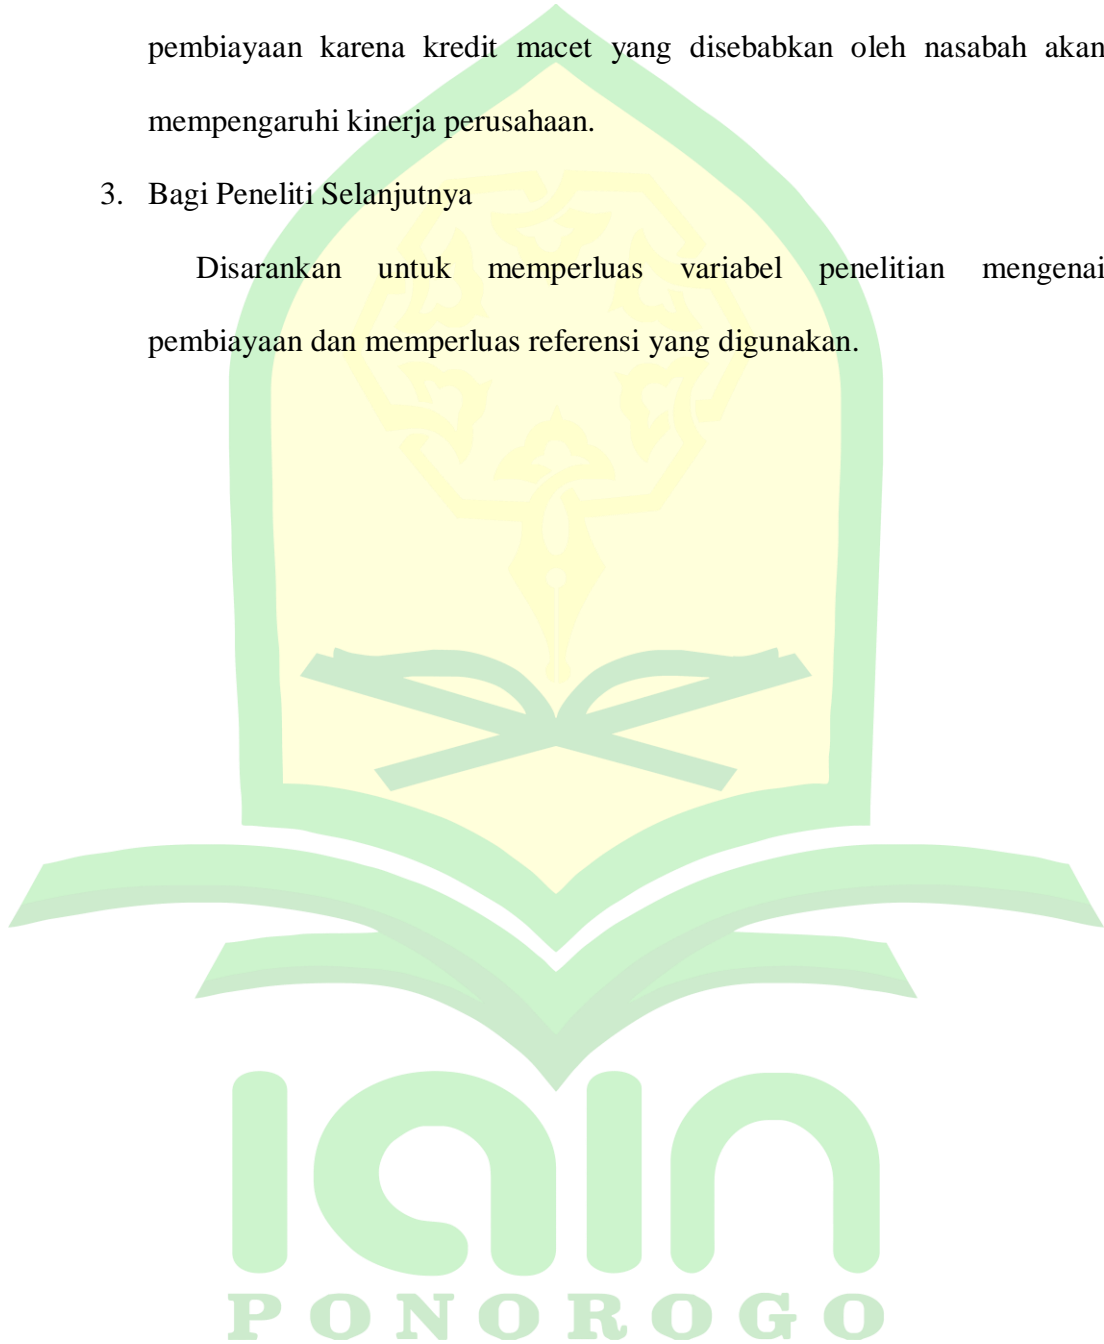 pembiayaan karena kredit macet yang disebabkan oleh nasabah akan
mempengaruhi kinerja perusahaan.
3. Bagi Peneliti Selanjutnya
Disarankan untuk memperluas variabel penelitian mengenai
pembiayaan dan memperluas referensi yang digunakan.
iain
PONOROGO